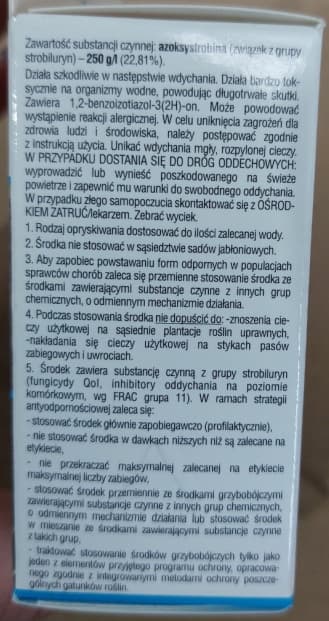 Zawartość substancji czynnej: azoksystrobina (związek z grupy
strobiluryn) – 250 g/l (22,81%).
Działa szkodliwie w następstwie wdychania. Działa bardzo tok-
sycznie na organizmy wodne, powodując długotrwałe skutki.
Zawiera 1,2-benzoizotiazol-3(2H)-on. Może powodować
wystąpienie reakcji alergicznej. W celu uniknięcia zagrożeń dla
zdrowia ludzi i środowiska, należy postępować zgodnie
z instrukcją użycia. Unikać wdychania mgły, rozpylonej cieczy.
W PRZYPADKU DOSTANIA SIĘ DO DRÓG ODDECHOWYCH:
wyprowadzić lub wynieść poszkodowanego na świeże
powietrze i zapewnić mu warunki do swobodnego oddychania.
W przypadku złego samopoczucia skontaktować się z OŚROD-
KIEM ZATRUĆ/lekarzem. Zebrać wyciek.
1. Rodzaj opryskiwania dostosować do ilości zalecanej wody.
2. Środka nie stosować w sąsiedztwie sadów jabłoniowych.
3. Aby zapobiec powstawaniu form odpornych w populacjach
sprawców chorób zaleca się przemienne stosowanie środka ze
środkami zawierającymi substancje czynne z innych grup
chemicznych, o odmiennym mechanizmie działania.
4. Podczas stosowania środka nie dopuścić do: -znoszenia cie-
czy użytkowej na sąsiednie plantacje roślin uprawnych,
-nakładania się cieczy użytkowej na stykach pasów
zabiegowych i uwrociach.
5. Środek zawiera substancję czynną z grupy strobiluryn
(fungicydy QoI, inhibitory oddychania na poziomie
komórkowym, wg FRAC grupa 11). W ramach strategii
antyodpornościowej zaleca się:
- stosować środek głównie zapobiegawczo (profilaktycznie),
- nie stosować środka w dawkach niższych niż są zalecane na
etykiecie,
- nie przekraczać maksymalnej zalecanej na etykiecie
maksymalnej liczby zabiegów,
- stosować środek przemiennie ze środkami grzybobójczymi
zawierającymi substancje czynne z innych grup chemicznych,
o odmiennym mechanizmie działania lub stosować środek
w mieszanie ze środkami zawierającymi substancje czynne
z takich grup,
- traktować stosowanie środków grzybobójczych tylko jako
jeden z elementów przyjętego programu ochrony, opracowa-
nego zgodnie z integrowanymi metodami ochrony poszcze-
gólnych gatunków roślin.